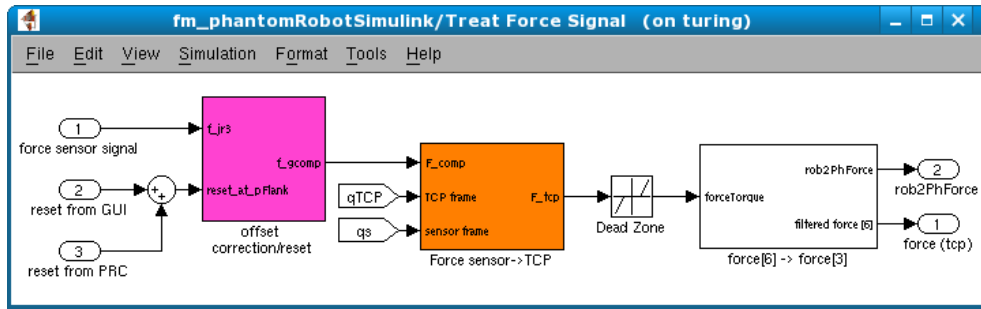 fm_phantomRobotSimulink/Treat Force Signal (on turing)
File Edit View Simulation Format Tools Help
1
force sensor signal
2
reset from GUI
3
reset from PRC
++
f_jr3
f_gcomp
reset_at_pFlank
offset
correction/reset
qTCP
qs
F_comp
TCP frame
F_tcp
sensor frame
Force sensor->TCP
Dead Zone
forceTorque
rob2PhForce
filtered force [6]
force[6] -> force[3]
2
rob2PhForce
1
force (tcp)